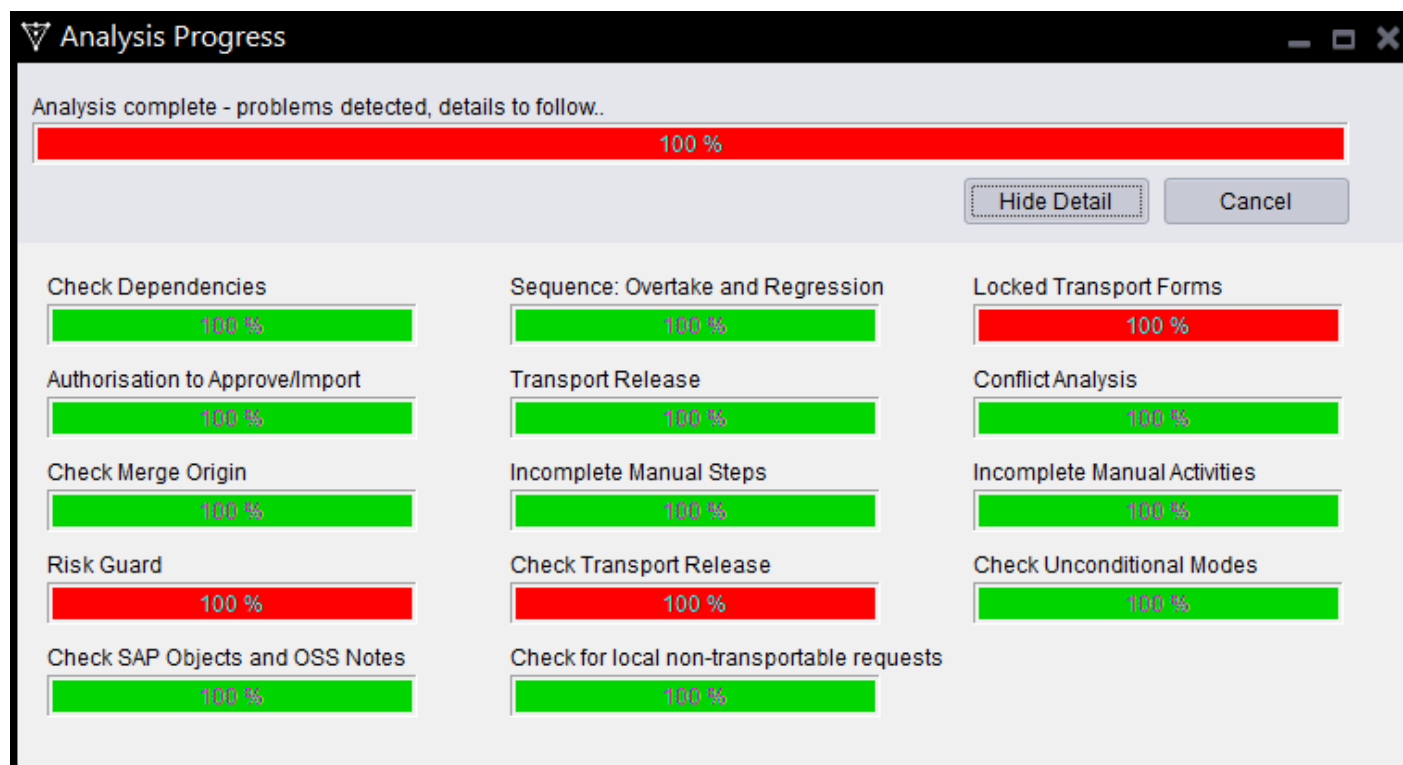 Analysis Progress
Analysis complete - problems detected, details to follow..
100 %
Hide Detail Cancel
Check Dependencies Sequence: Overtake and Regression Locked Transport Forms
100 % 100 % 100 %
Authorisation to Approve/Import Transport Release Conflict Analysis
100 % 100 % 100 %
Check Merge Origin Incomplete Manual Steps Incomplete Manual Activities
100 % 100 % 100 %
Risk Guard Check Transport Release Check Unconditional Modes
100 % 100 % 100 %
Check SAP Objects and OSS Notes Check for local non-transportable requests
100 % 100 %